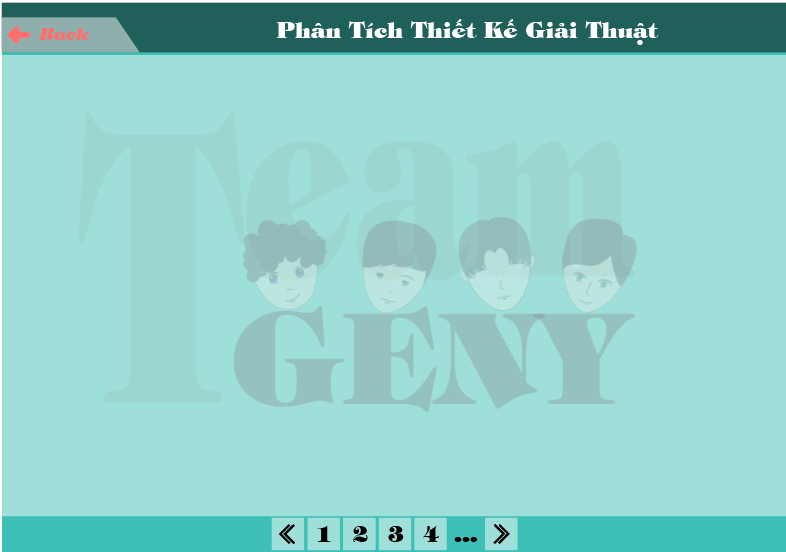 Back
Phân Tích Thiết Kế Giải Thuật
Team
GENY
« 1 2 3 4 ... »